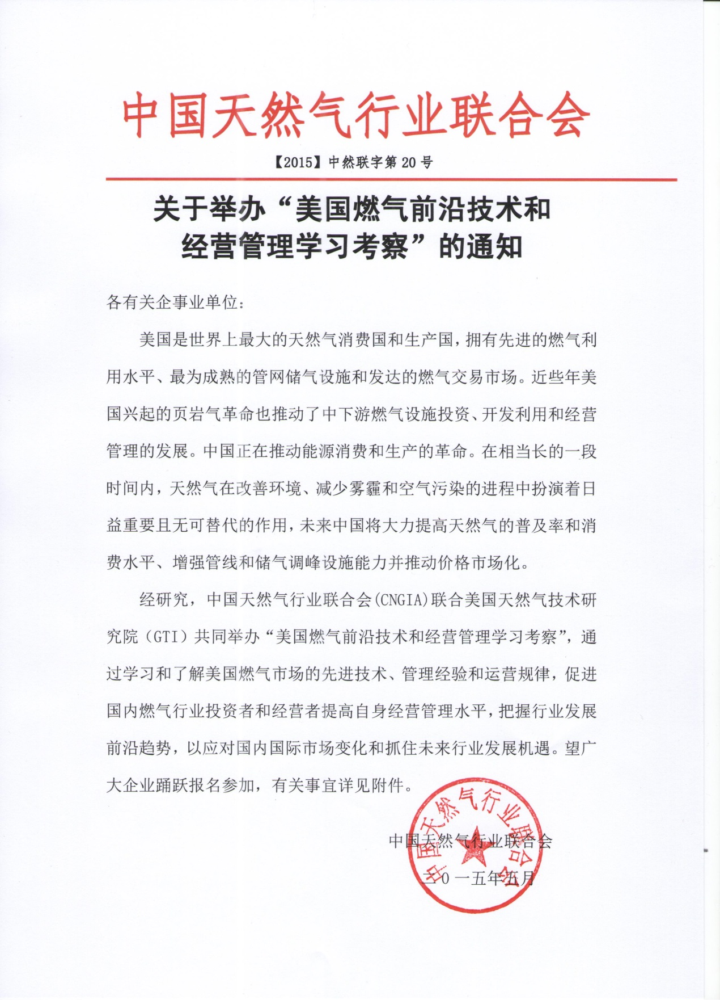 中国天然气行业联合会
【2015】中然联字第 20 号
关于举办“美国燃气前沿技术和
经营管理学习考察”的通知
各有关企事业单位：
美国是世界上最大的天然气消费国和生产国，拥有先进的燃气利
用水平、最为成熟的管网储气设施和发达的燃气交易市场。近些年美
国兴起的页岩气革命也推动了中下游燃气设施投资、开发利用和经营
管理的发展。中国正在推动能源消费和生产的革命。在相当长的一段
时间内，天然气在改善环境、减少雾霾和空气污染的进程中扮演着日
益重要且无可替代的作用，未来中国将大力提高天然气的普及率和消
费水平、增强管线和储气调峰设施能力并推动价格市场化。
经研究，中国天然气行业联合会(CNGIA)联合美国天然气技术研
究院（GTI）共同举办“美国燃气前沿技术和经营管理学习考察”，通
过学习和了解美国燃气市场的先进技术、管理经验和运营规律，促进
国内燃气行业投资者和经营者提高自身经营管理水平，把握行业发展
前沿趋势，以应对国内国际市场变化和抓住未来行业发展机遇。望广
大企业踊跃报名参加，有关事宜详见附件。
中国天然气行业联合会
中国天然气行业联合会
二0一五年五月